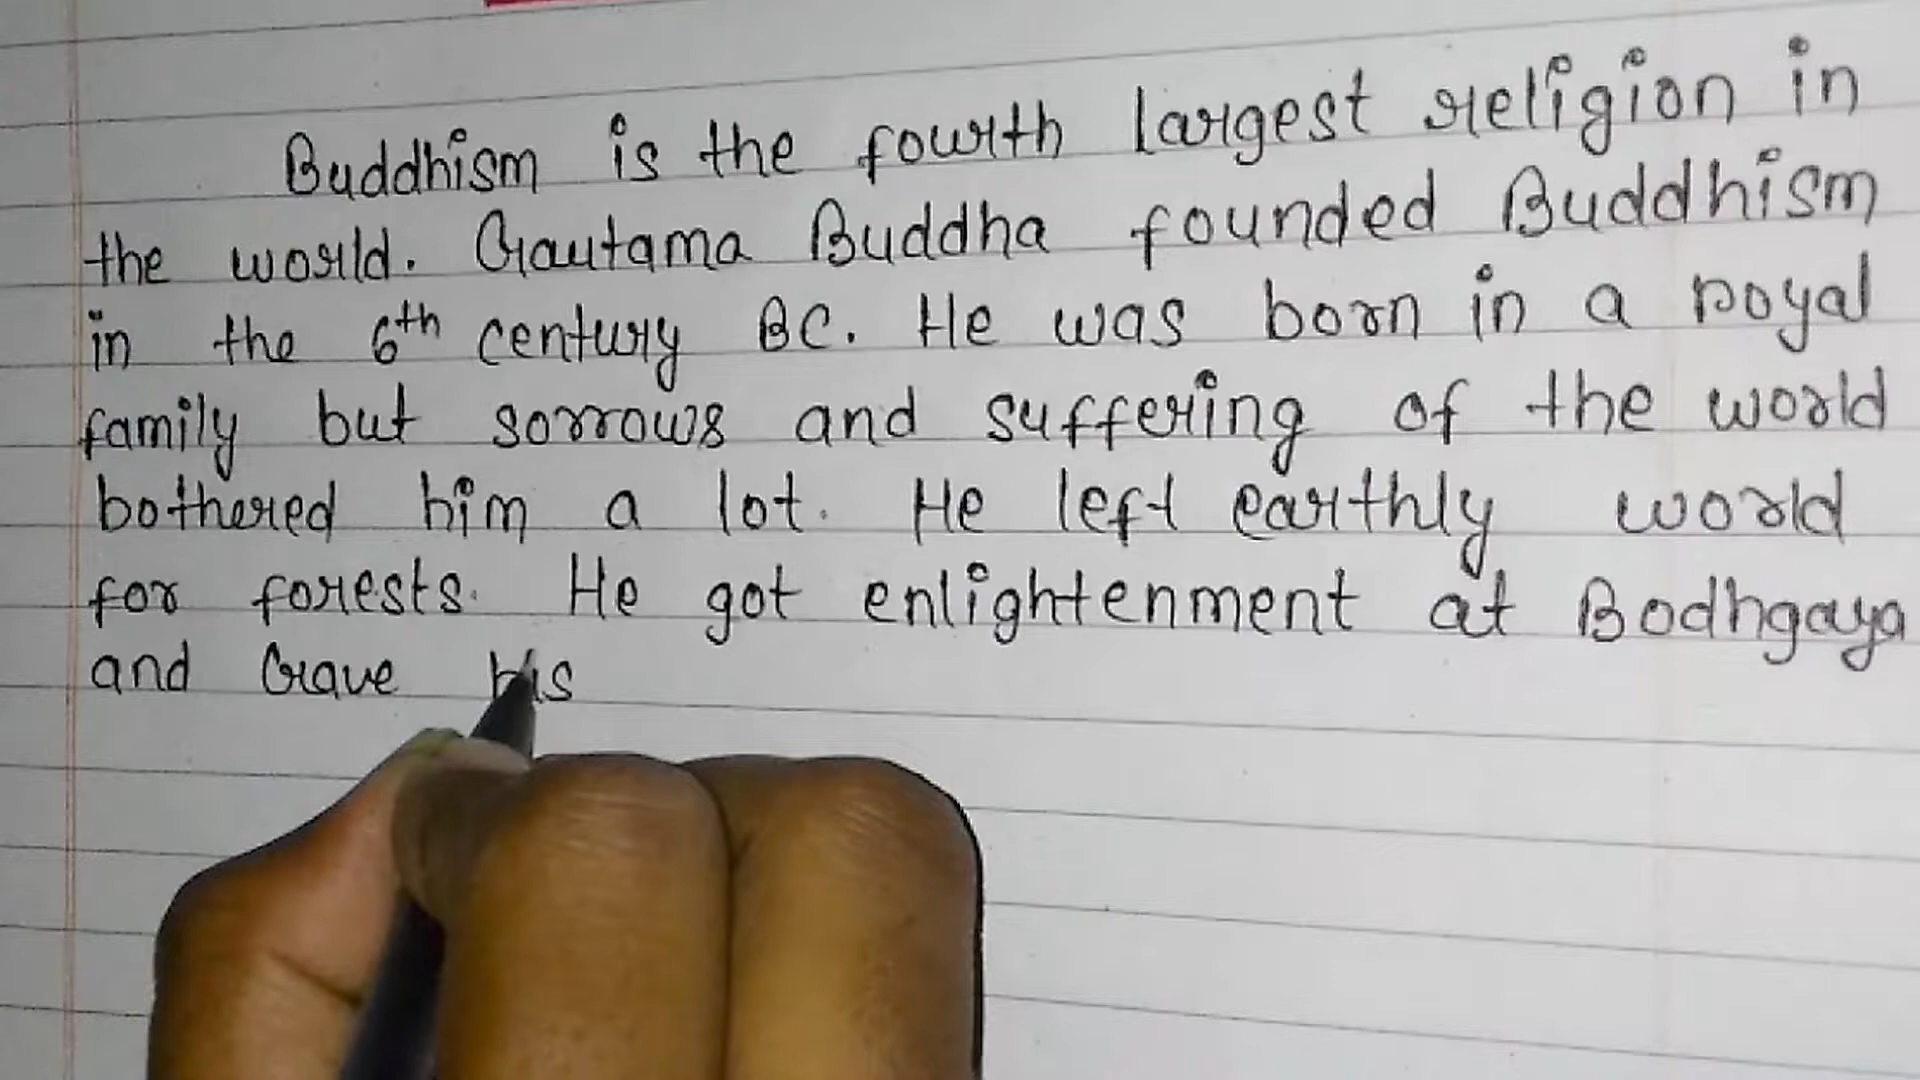 Buddhism is the fourth largest religion in
the world. Gautama Buddha founded Buddhism
in the 6th century BC. He was born in a royal
family but sorrows and suffering of the world
bothered him a lot. He left earthly world
for forests. He got enlightenment at Bodhgaya
and Gave his